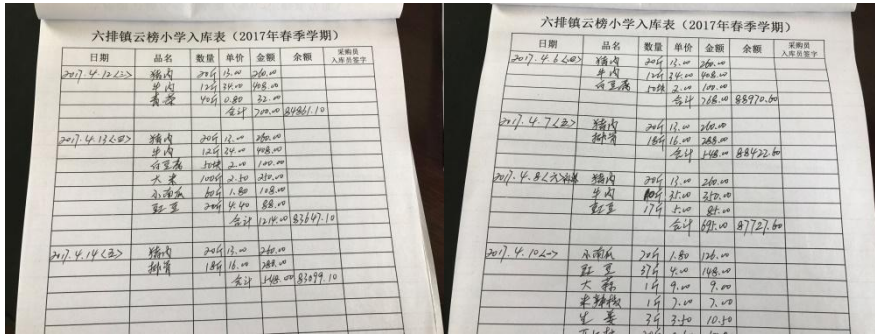 六排镇云榜小学入库表（2017年春季学期）
日期 品名 数量 单价 金额 余额 采购员入库员签字
2017.4.12<三> 猪肉 20斤 13.00 260.00
牛肉 12斤 34.00 408.00
青菜 40斤 0.80 32.00
合计 700.00 84861.10
2017.4.13<四> 猪肉 20斤 13.00 260.00
牛肉 12斤 34.00 408.00
白豆腐 50块 2.00 100.00
大米 100斤 2.50 250.00
小南瓜 60斤 1.80 108.00
豇豆 20斤 4.40 88.00
合计 1214.00 83647.10
2017.4.14<五> 猪肉 20斤 13.00 260.00
排骨 18斤 16.00 288.00
合计 548.00 83099.10
六排镇云榜小学入库表（2017年春季学期）
日期 品名 数量 单价 金额 余额 采购员入库员签字
2017.4.6<四> 猪肉 20斤 13.00 260.00
牛肉 12斤 34.00 408.00
白豆腐 50块 2.00 100.00
合计 768.00 88970.60
2017.4.7<五> 猪肉 20斤 13.00 260.00
排骨 18斤 16.00 288.00
合计 548.00 88422.60
2017.4.8<六> 猪肉 20斤 13.00 260.00
牛肉 10斤 35.00 350.00
豇豆 17斤 5.00 85.00
合计 695.00 87727.60
2017.4.10<一> 小南瓜 70斤 1.80 126.00
豇豆 37斤 4.00 148.00
大蒜 1斤 9.00 9.00
米辣椒 1斤 7.00 7.00
生姜 3斤 3.50 10.50